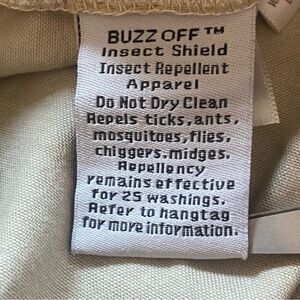 BUZZ OFF™
Insect Shield
Insect Repellent
Apparel
Do Not Dry Clean
Repels ticks,ants,
mosquitoes,flies,
chiggers,midges.
Repellency
remains effective
for 25 washings.
Refer to hangtag
for more information.